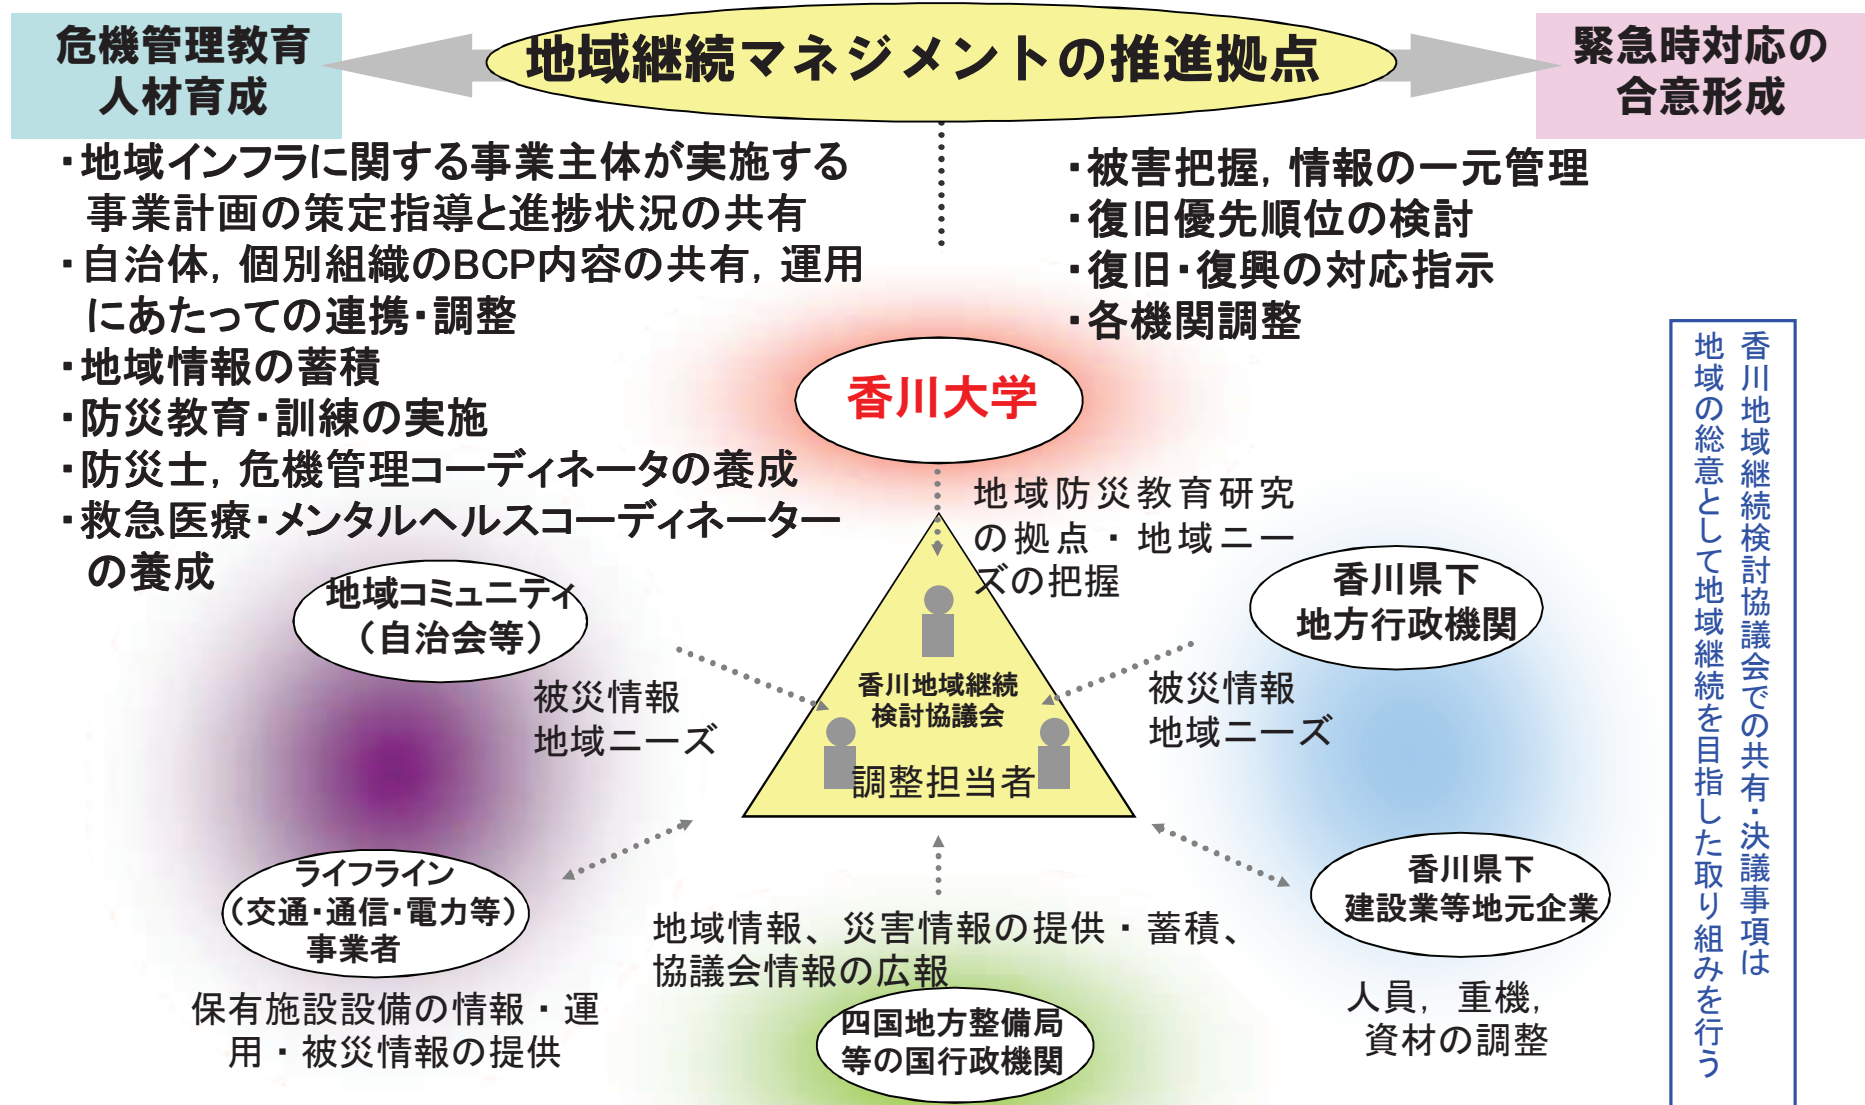 危機管理教育
人材育成
地域継続マネジメントの推進拠点
緊急時対応の
合意形成
・地域インフラに関する事業主体が実施する
事業計画の策定指導と進捗状況の共有
・自治体，個別組織のBCP内容の共有，運用
にあたっての連携・調整
・地域情報の蓄積
・防災教育・訓練の実施
・防災士，危機管理コーディネータの養成
・救急医療・メンタルヘルスコーディネーター
の養成
・被害把握，情報の一元管理
・復旧優先順位の検討
・復旧・復興の対応指示
・各機関調整
香川大学
地域防災教育研究
の拠点・地域ニー
ズの把握
地域コミュニティ
（自治会等）
被災情報
地域ニーズ
香川県下
地方行政機関
被災情報
地域ニーズ
香川地域継続
検討協議会
調整担当者
ライフライン
（交通・通信・電力等）
事業者
保有施設設備の情報・運
用・被災情報の提供
地域情報、災害情報の提供・蓄積、
協議会情報の広報
四国地方整備局
等の国行政機関
香川県下
建設業等地元企業
人員，重機，
資材の調整
香川地域継続検討協議会での共有・決議事項は
地域の総意として地域継続を目指した取り組みを行う